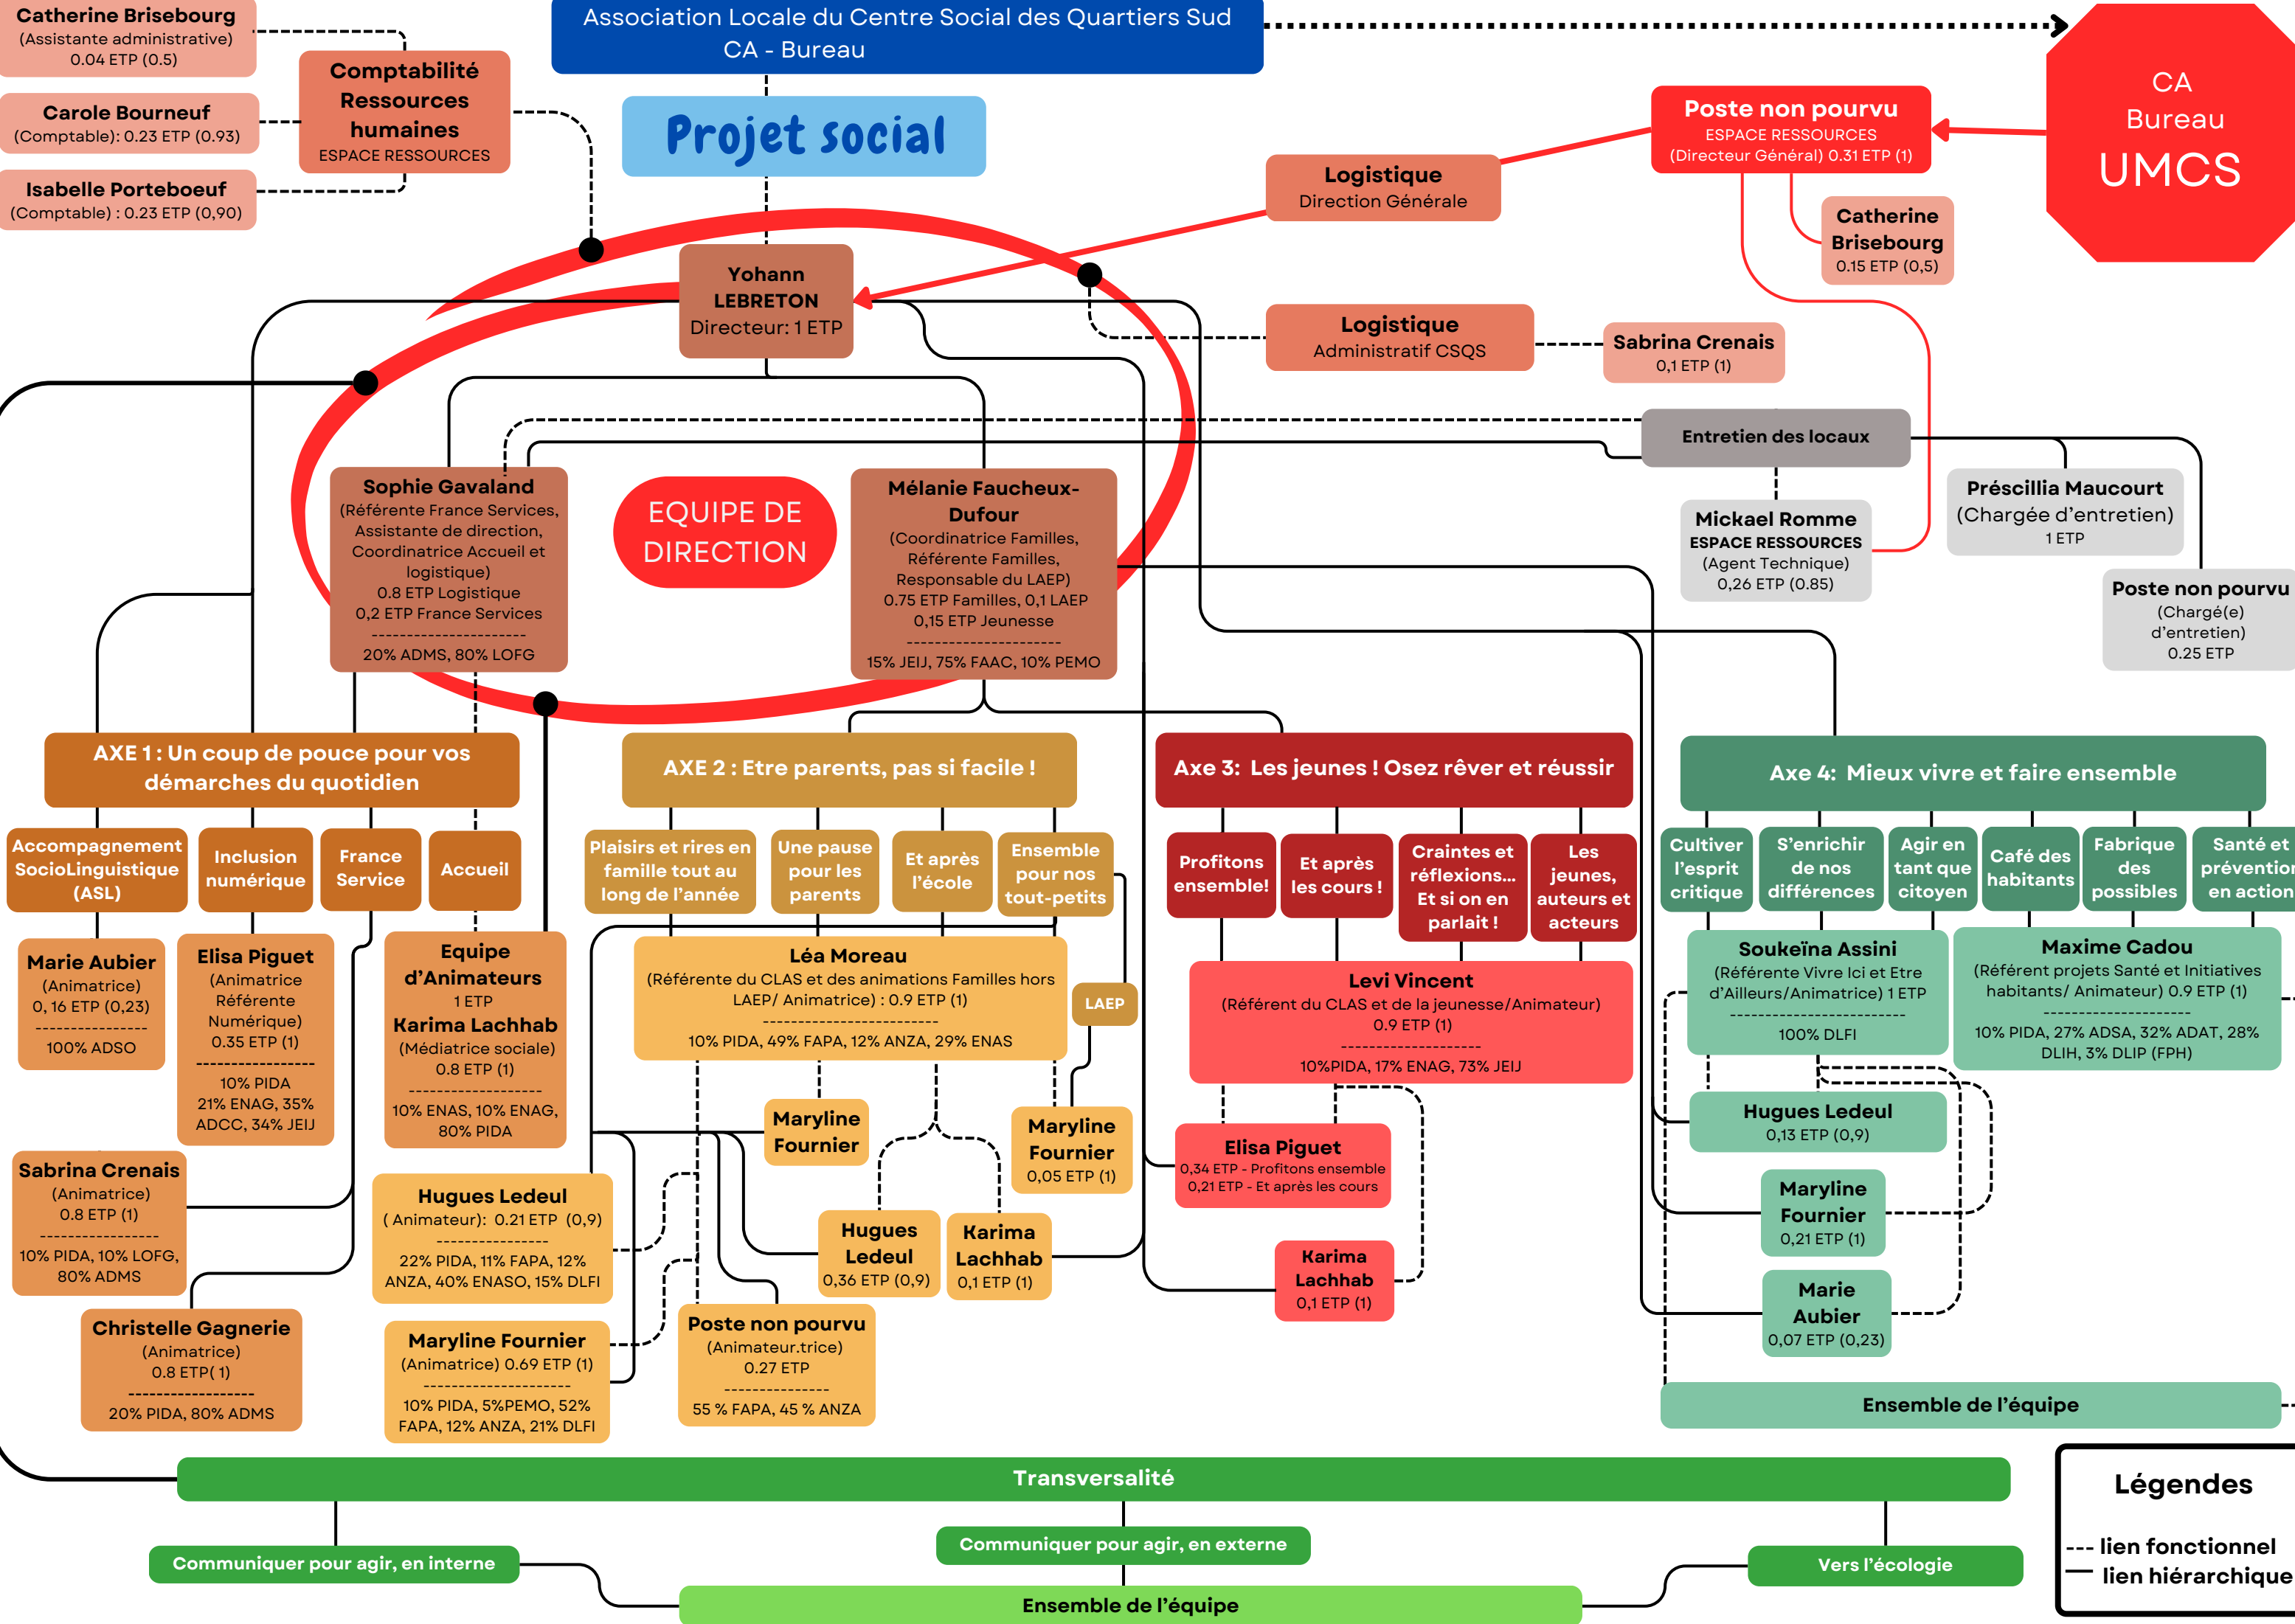 Catherine Brisebourg
(Assistante administrative)
0.04 ETP (0.5)
Carole Bourneuf
(Comptable): 0.23 ETP (0.93)
Isabelle Porteboeuf
(Comptable) : 0.23 ETP (0,90)
Comptabilité
Ressources
humaines
ESPACE RESSOURCES
Association Locale du Centre Social des Quartiers Sud
CA - Bureau
Projet social
CA
Bureau
UMCS
Poste non pourvu
ESPACE RESSOURCES
(Directeur Général) 0.31 ETP (1)
Logistique
Direction Générale
Catherine
Brisebourg
0.15 ETP (0,5)
Yohann
LEBRETON
Directeur: 1 ETP
Logistique
Administratif CSQS
Sabrina Crenais
0,1 ETP (1)
Entretien des locaux
Mickael Romme
ESPACE RESSOURCES
(Agent Technique)
0,26 ETP (0.85)
Préscillia Maucourt
(Chargée d'entretien)
1 ETP
Poste non pourvu
(Chargé(e)
d'entretien)
0.25 ETP
Sophie Gavaland
(Référente France Services,
Assistante de direction,
Coordinatrice Accueil et
logistique)
0.8 ETP Logistique
0,2 ETP France Services
----------------------
20% ADMS, 80% LOFG
EQUIPE DE
DIRECTION
Mélanie Faucheux-
Dufour
(Coordinatrice Familles,
Référente Familles,
Responsable du LAEP)
0.75 ETP Familles, 0,1 LAEP
0,15 ETP Jeunesse
----------------------
15% JEIJ, 75% FAAC, 10% PEMO
AXE 1 : Un coup de pouce pour vos
démarches du quotidien
Accompagnement
SocioLinguistique
(ASL)
Inclusion
numérique
France
Service
Accueil
Marie Aubier
(Animatrice)
0, 16 ETP (0,23)
----------------
100% ADSO
Elisa Piguet
(Animatrice
Référente
Numérique)
0.35 ETP (1)
-----------------
10% PIDA
21% ENAG, 35%
ADCC, 34% JEIJ
Equipe
d'Animateurs
1 ETP
Karima Lachhab
(Médiatrice sociale)
0.8 ETP (1)
-------------------
10% ENAS, 10% ENAG,
80% PIDA
Sabrina Crenais
(Animatrice)
0.8 ETP (1)
-----------------
10% PIDA, 10% LOFG,
80% ADMS
Christelle Gagnerie
(Animatrice)
0.8 ETP( 1)
------------------
20% PIDA, 80% ADMS
AXE 2 : Etre parents, pas si facile !
Plaisirs et rires en
famille tout au
long de l'année
Une pause
pour les
parents
Et après
l'école
Ensemble
pour nos
tout-petits
Léa Moreau
(Référente du CLAS et des animations Familles hors
LAEP/ Animatrice) : 0.9 ETP (1)
-------------------------
10% PIDA, 49% FAPA, 12% ANZA, 29% ENAS
LAEP
Maryline
Fournier
Maryline
Fournier
0,05 ETP (1)
Hugues Ledeul
( Animateur): 0.21 ETP (0,9)
----------------
22% PIDA, 11% FAPA, 12%
ANZA, 40% ENASO, 15% DLFI
Hugues
Ledeul
0,36 ETP (0,9)
Karima
Lachhab
0,1 ETP (1)
Maryline Fournier
(Animatrice) 0.69 ETP (1)
---------------------
10% PIDA, 5%PEMO, 52%
FAPA, 12% ANZA, 21% DLFI
Poste non pourvu
(Animateur.trice)
0.27 ETP
---------------
55 % FAPA, 45 % ANZA
Axe 3: Les jeunes ! Osez rêver et réussir
Profitons
ensemble!
Et après
les cours !
Craintes et
réflexions...
Et si on en
parlait !
Les
jeunes,
auteurs et
acteurs
Levi Vincent
(Référent du CLAS et de la jeunesse/Animateur)
0.9 ETP (1)
--------------------
10%PIDA, 17% ENAG, 73% JEIJ
Elisa Piguet
0,34 ETP - Profitons ensemble
0,21 ETP - Et après les cours
Karima
Lachhab
0,1 ETP (1)
Axe 4: Mieux vivre et faire ensemble
Cultiver
l'esprit
critique
S'enrichir
de nos
différences
Agir en
tant que
citoyen
Café des
habitants
Fabrique
des
possibles
Santé et
prévention
en action
Soukeïna Assini
(Référente Vivre Ici et Etre
d'Ailleurs/Animatrice) 1 ETP
-------------------------
100% DLFI
Maxime Cadou
(Référent projets Santé et Initiatives
habitants/ Animateur) 0.9 ETP (1)
---------------------
10% PIDA, 27% ADSA, 32% ADAT, 28%
DLIH, 3% DLIP (FPH)
Hugues Ledeul
0,13 ETP (0,9)
Maryline
Fournier
0,21 ETP (1)
Marie
Aubier
0,07 ETP (0,23)
Ensemble de l'équipe
Transversalité
Communiquer pour agir, en interne
Communiquer pour agir, en externe
Vers l'écologie
Ensemble de l'équipe
Légendes
lien fonctionnel
lien hiérarchique